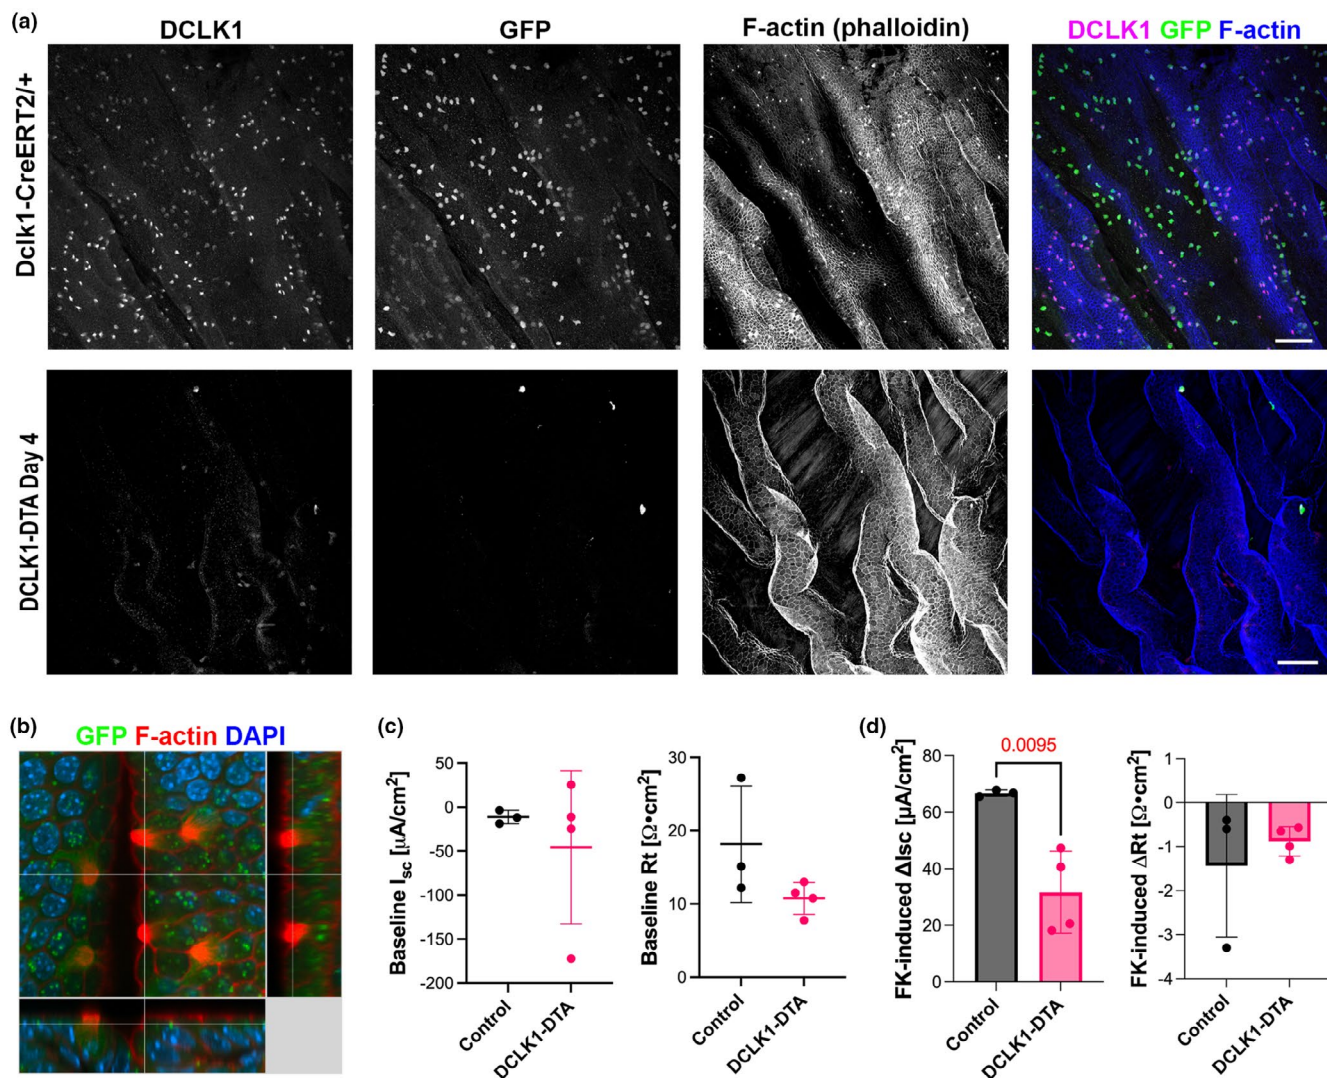 (a)
DCLK1
GFP
F-actin (phalloidin)
DCLK1 GFP F-actin
Dclk1-CreERT2/+
DCLK1-DTA Day 4
(b)
GFP F-actin DAPI
(c)
Baseline Isc [µA/cm²]
50
0
-50
-100
-150
-200
Control
DCLK1-DTA
Baseline Rt [Ω•cm²]
30
20
10
0
Control
DCLK1-DTA
(d)
FK-induced ΔIsc [µA/cm²]
80
60
40
20
0
0.0095
Control
DCLK1-DTA
FK-induced ΔRt [Ω•cm²]
1
0
-1
-2
-3
-4
Control
DCLK1-DTA